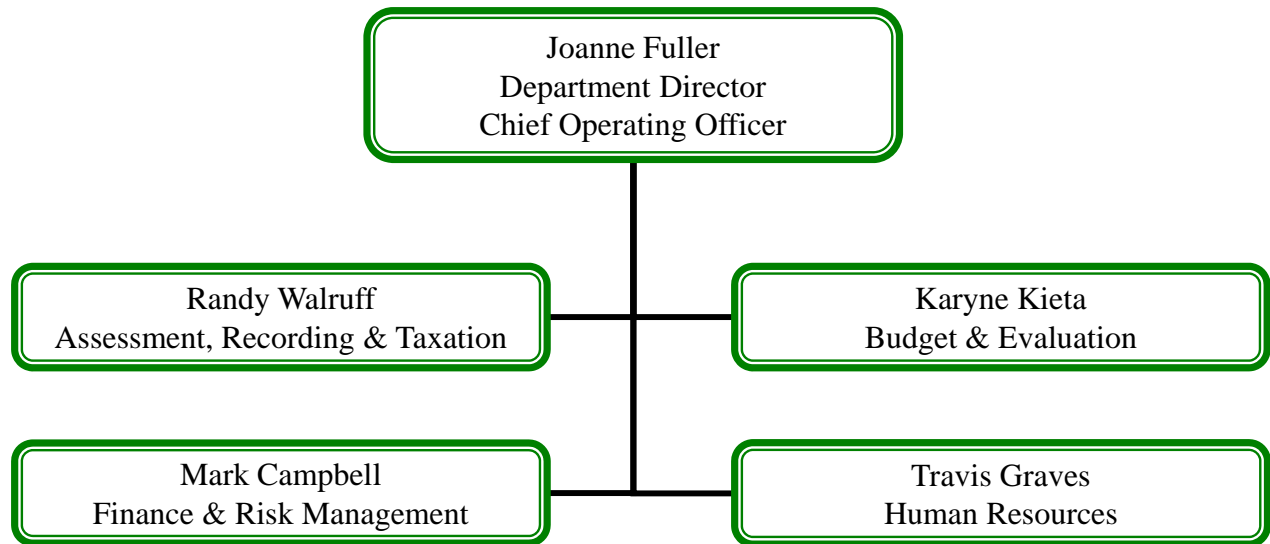 Joanne Fuller
Department Director
Chief Operating Officer
Randy Walruff
Assessment, Recording & Taxation
Karyne Kieta
Budget & Evaluation
Mark Campbell
Finance & Risk Management
Travis Graves
Human Resources